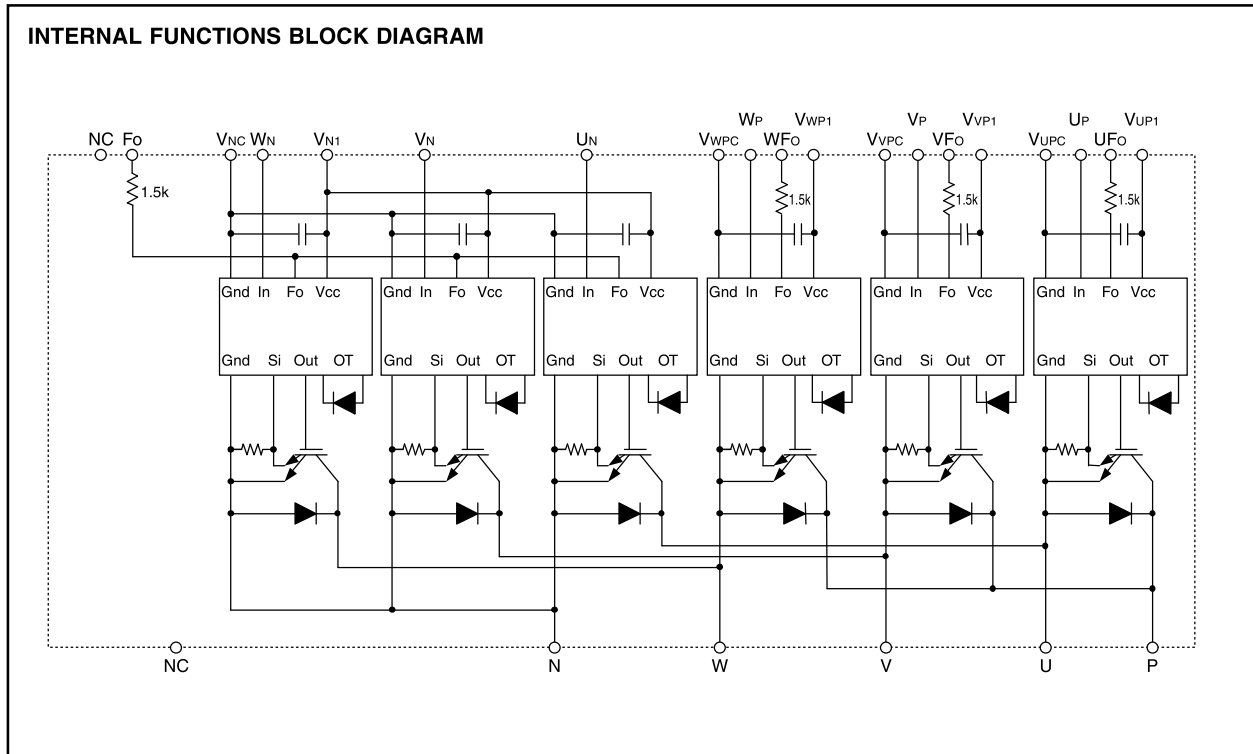 INTERNAL FUNCTIONS BLOCK DIAGRAM
WP VWP1 VP VVP1 UP VUP1
NC FO VNC WN VN1 VN UN VWPC WFO VVPC VFO VUPC UFO
1.5k 1.5k 1.5k 1.5k
Gnd In Fo Vcc Gnd In Fo Vcc Gnd In Fo Vcc Gnd In Fo Vcc Gnd In Fo Vcc Gnd In Fo Vcc
Gnd Si Out OT Gnd Si Out OT Gnd Si Out OT Gnd Si Out OT Gnd Si Out OT Gnd Si Out OT
NC N W V U P